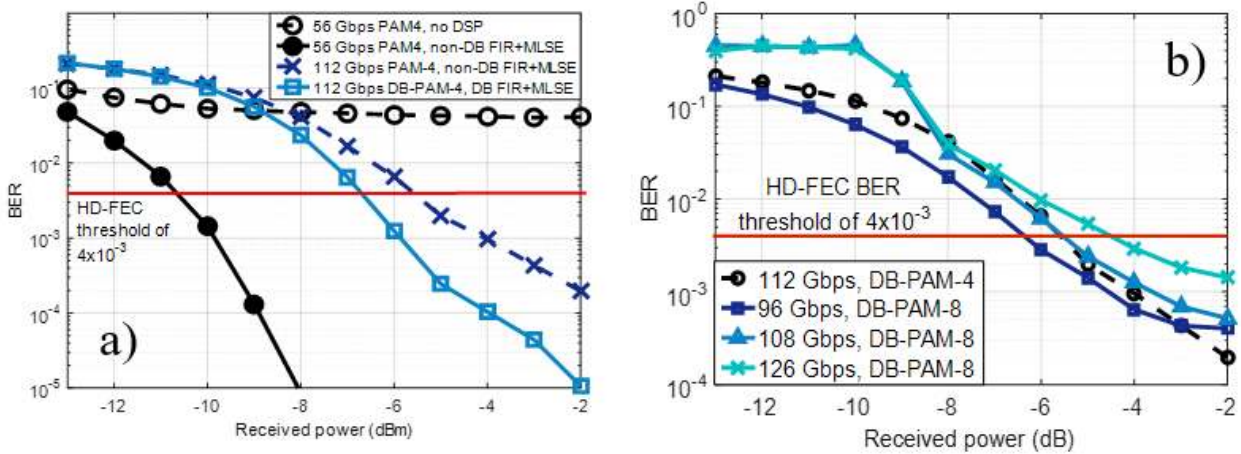 a)
56 Gbps PAM4, no DSP
56 Gbps PAM4, non-DB FIR+MLSE
112 Gbps PAM-4, non-DB FIR+MLSE
112 Gbps DB-PAM-4, DB FIR+MLSE
BER
10-1
10-2
10-3
10-4
10-5
HD-FEC
threshold of
4x10-3
-12
-10
-8
-6
-4
-2
Received power (dBm)
b)
BER
100
10-1
10-2
10-3
10-4
HD-FEC BER
threshold of 4x10-3
112 Gbps, DB-PAM-4
96 Gbps, DB-PAM-8
108 Gbps, DB-PAM-8
126 Gbps, DB-PAM-8
-12
-10
-8
-6
-4
-2
Received power (dB)